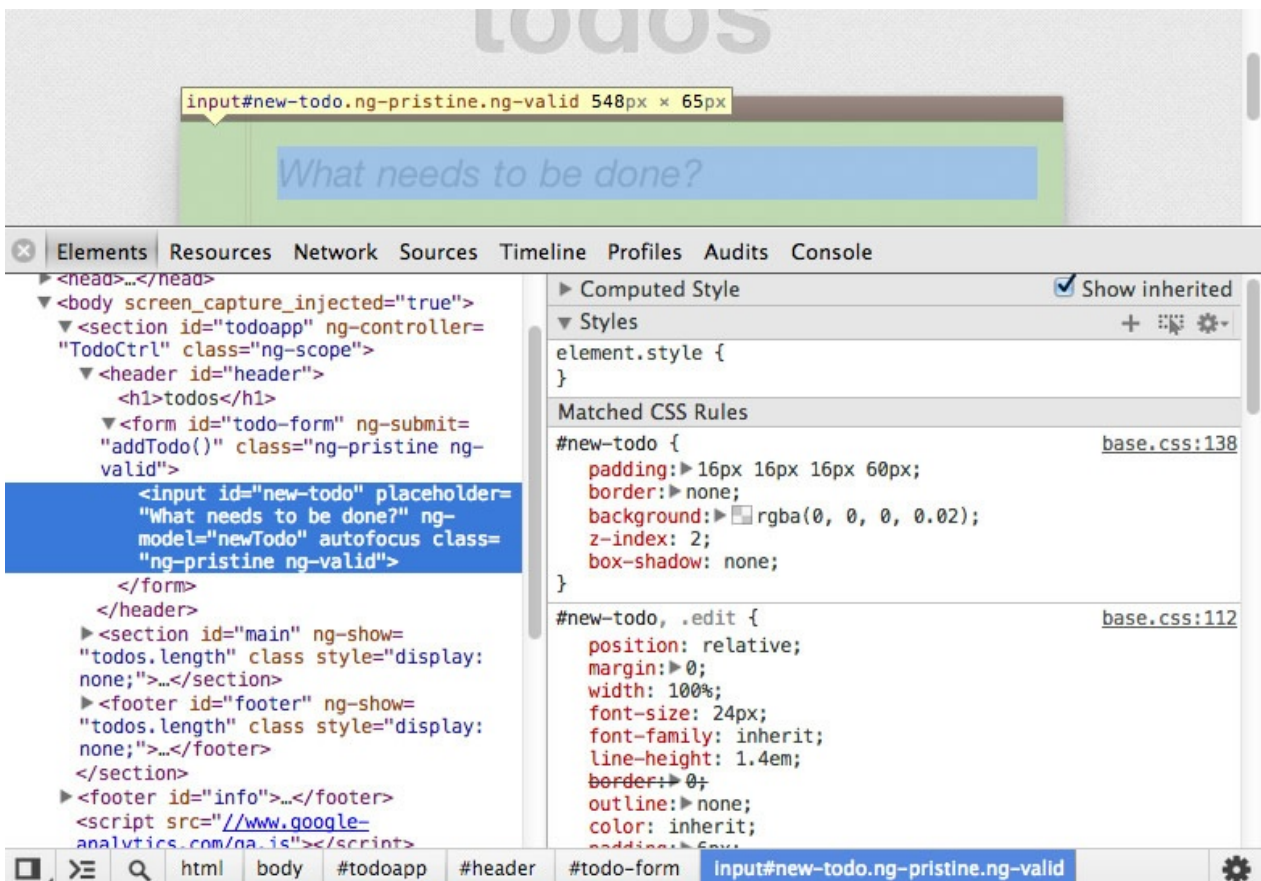 todos
input#new-todo.ng-pristine.ng-valid 548px × 65px
What needs to be done?
Elements Resources Network Sources Timeline Profiles Audits Console
▶<head>…</head>
▼<body screen_capture_injected="true">
▼<section id="todoapp" ng-controller=
"TodoCtrl" class="ng-scope">
▼<header id="header">
<h1>todos</h1>
▼<form id="todo-form" ng-submit=
"addTodo()" class="ng-pristine ng-
valid">
<input id="new-todo" placeholder=
"What needs to be done?" ng-
model="newTodo" autofocus class=
"ng-pristine ng-valid">
</form>
</header>
▶<section id="main" ng-show=
"todos.length" class style="display:
none;">…</section>
▶<footer id="footer" ng-show=
"todos.length" class style="display:
none;">…</footer>
</section>
▶<footer id="info">…</footer>
<script src="//www.google-
analytics.com/ga.js"></script>
▶ Computed Style Show inherited
▼ Styles
element.style {
}
Matched CSS Rules
#new-todo { base.css:138
padding:▶16px 16px 16px 60px;
border:▶none;
background:▶rgba(0, 0, 0, 0.02);
z-index: 2;
box-shadow: none;
}
#new-todo, .edit { base.css:112
position: relative;
margin:▶0;
width: 100%;
font-size: 24px;
font-family: inherit;
line-height: 1.4em;
border:▶0;
outline:▶none;
color: inherit;
padding:▶6px;
html body #todoapp #header #todo-form input#new-todo.ng-pristine.ng-valid